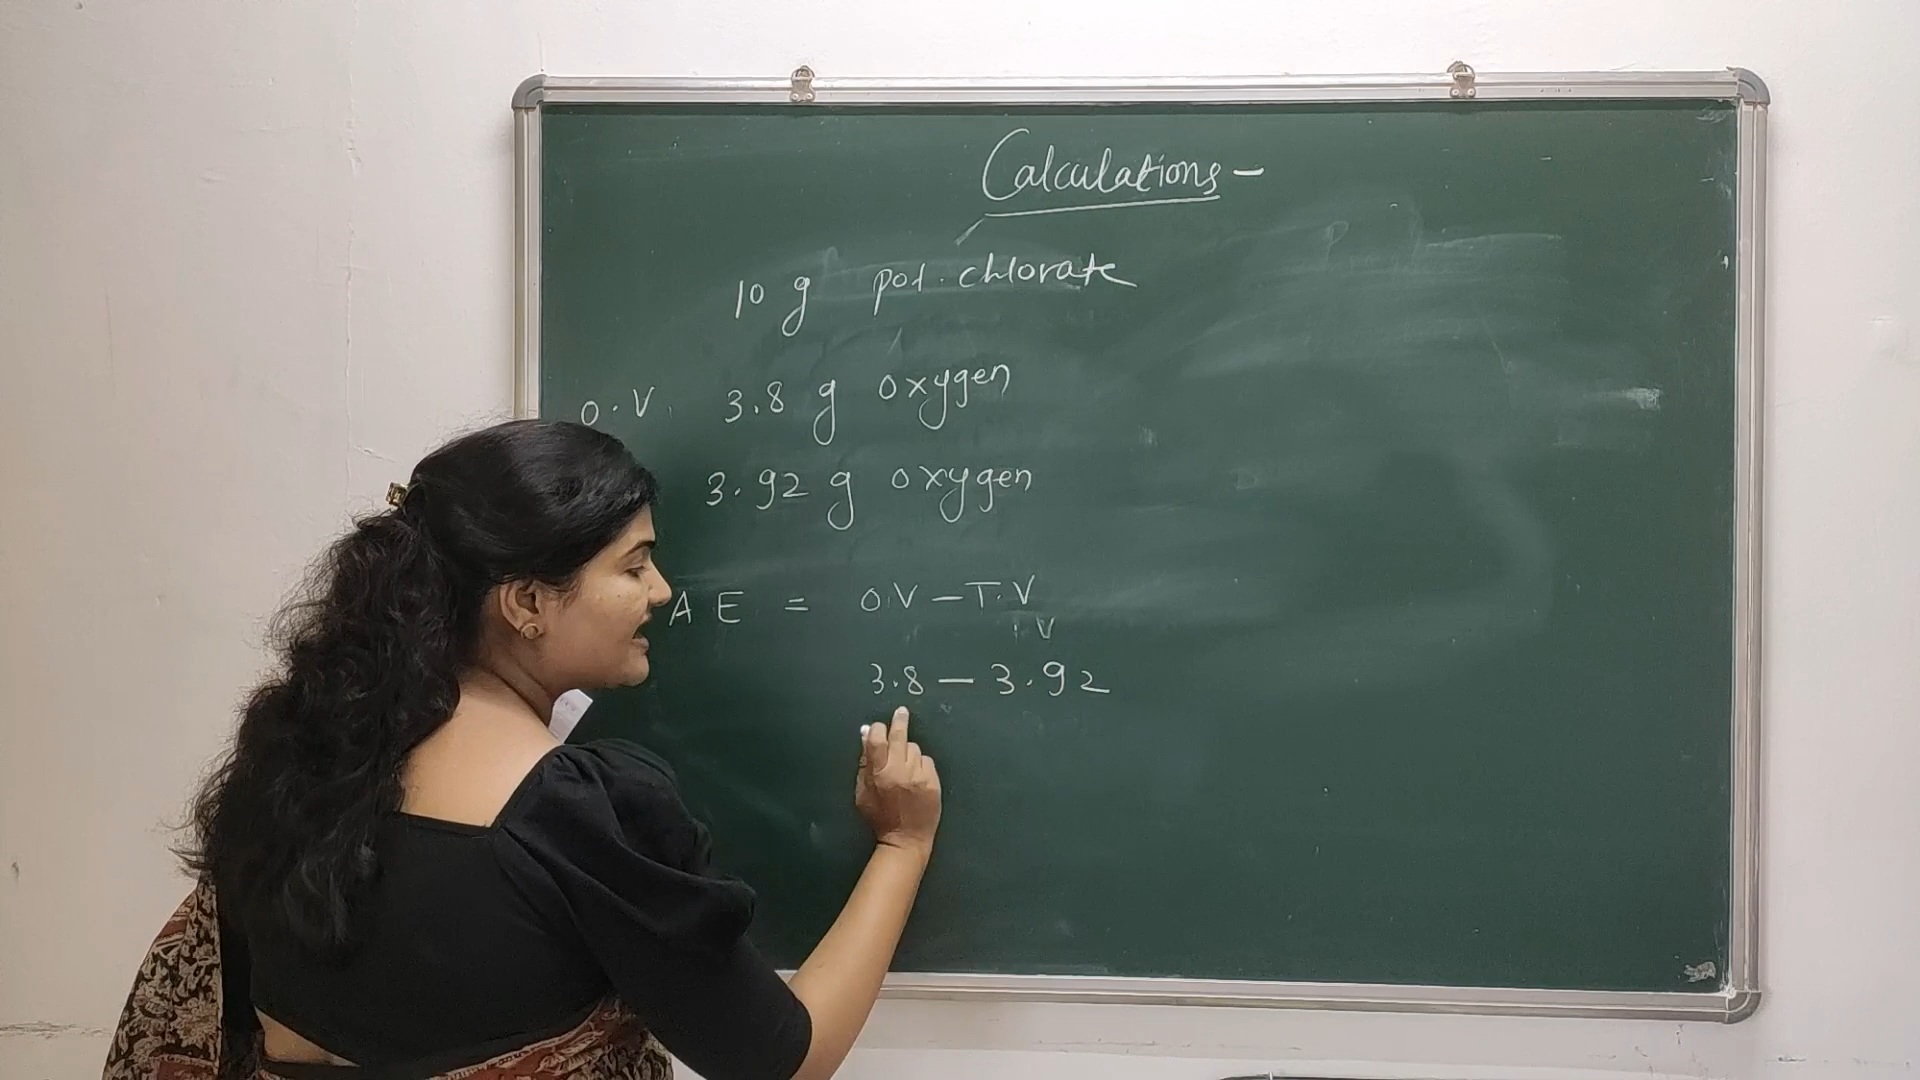 Calculations -
10 g pot. chlorate
O.V. 3.8 g oxygen
3.92 g oxygen
A E = O.V - T.V
V
3.8 - 3.92